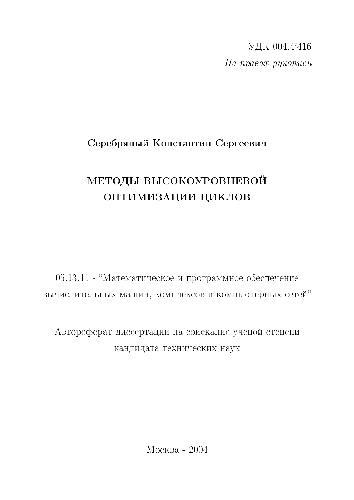 УДК 004.4'416
На правах рукописи
Серебряный Константин Сергеевич
МЕТОДЫ ВЫСОКОУРОВНЕВОЙ
ОПТИМИЗАЦИИ ЦИКЛОВ
05.13.11 - "Математическое и программное обеспечение
вычислительных машин, комплексов и компьютерных сетей"
Автореферат диссертации на соискание ученой степени
кандидата технических наук
Москва - 2004